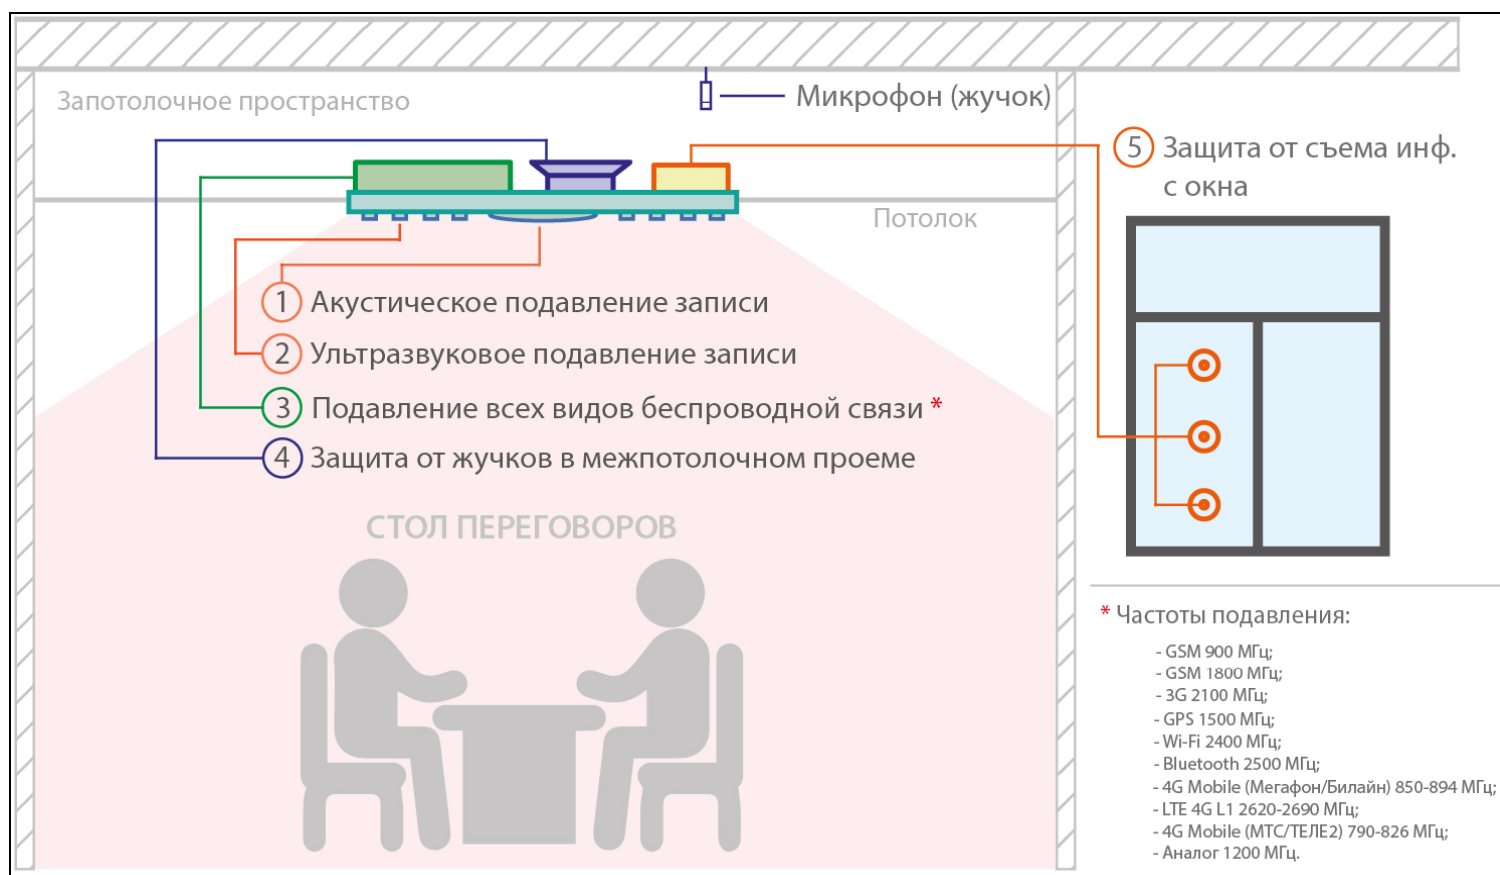 Запотолочное пространство
Микрофон (жучок)
5 Защита от съема инф.
с окна
Потолок
1 Акустическое подавление записи
2 Ультразвуковое подавление записи
3 Подавление всех видов беспроводной связи *
4 Защита от жучков в межпотолочном проеме
СТОЛ ПЕРЕГОВОРОВ
* Частоты подавления:
- GSM 900 МГц;
- GSM 1800 МГц;
- 3G 2100 МГц;
- GPS 1500 МГц;
- Wi-Fi 2400 МГц;
- Bluetooth 2500 МГц;
- 4G Mobile (Мегафон/Билайн) 850-894 МГц;
- LTE 4G L1 2620-2690 МГц;
- 4G Mobile (МТС/ТЕЛЕ2) 790-826 МГц;
- Аналог 1200 МГц.